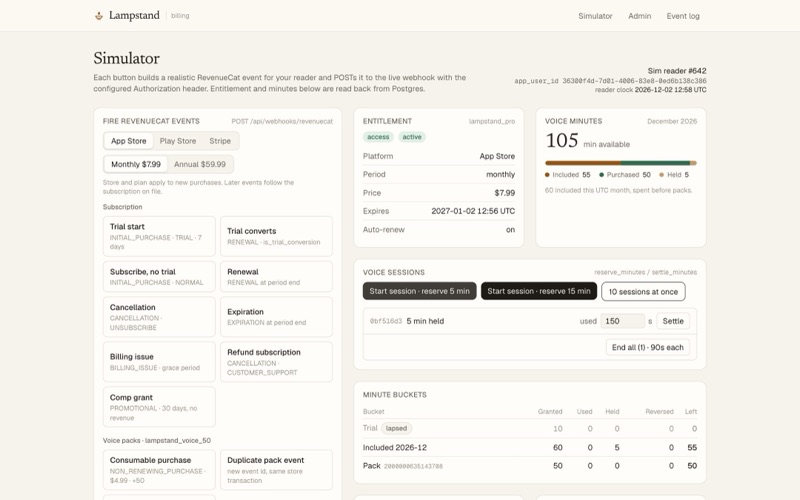 Lampstand billing
Simulator Admin Event log
Simulator
Each button builds a realistic RevenueCat event for your reader and POSTs it to the live webhook with the
configured Authorization header. Entitlement and minutes below are read back from Postgres.
Sim reader #642
app_user_id 36300f4d-7d01-4006-83e8-0ed6b138c386
reader clock 2026-12-02 12:58 UTC
FIRE REVENUECAT EVENTS POST /api/webhooks/revenuecat
App Store Play Store Stripe
Monthly $7.99 Annual $59.99
Store and plan apply to new purchases. Later events follow the
subscription on file.
Subscription
Trial start
INITIAL_PURCHASE · TRIAL · 7
days
Trial converts
RENEWAL · is_trial_conversion
Subscribe, no trial
INITIAL_PURCHASE · NORMAL
Renewal
RENEWAL at period end
Cancellation
CANCELLATION ·
UNSUBSCRIBE
Expiration
EXPIRATION at period end
Billing issue
BILLING_ISSUE · grace period
Refund subscription
CANCELLATION ·
CUSTOMER_SUPPORT
Comp grant
PROMOTIONAL · 30 days, no
revenue
Voice packs · lampstand_voice_50
Consumable purchase
NON_RENEWING_PURCHASE ·
$4.99 · +50
Duplicate pack event
new event id, same store
transaction
ENTITLEMENT lampstand_pro
access active
Platform App Store
Period monthly
Price $7.99
Expires 2027-01-02 12:56 UTC
Auto-renew on
VOICE MINUTES December 2026
105 min available
Included 55 Purchased 50 Held 5
60 included this UTC month, spent before packs.
VOICE SESSIONS reserve_minutes / settle_minutes
Start session · reserve 5 min Start session · reserve 15 min 10 sessions at once
0bf516d3 5 min held used 150 s Settle
End all (1) · 90s each
MINUTE BUCKETS
Bucket Granted Used Held Reversed Left
Trial lapsed 10 0 0 0 0
Included 2026-12 60 0 5 0 55
Pack 2000000635143708 50 0 0 0 50